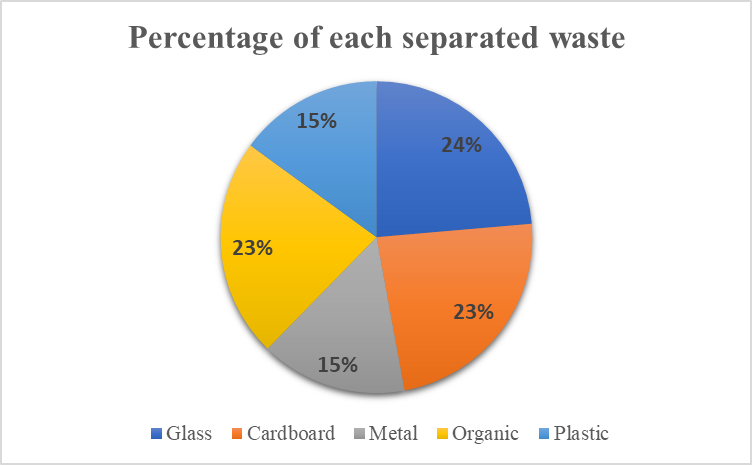 Percentage of each separated waste
15%
24%
23%
23%
15%
Glass Cardboard Metal Organic Plastic